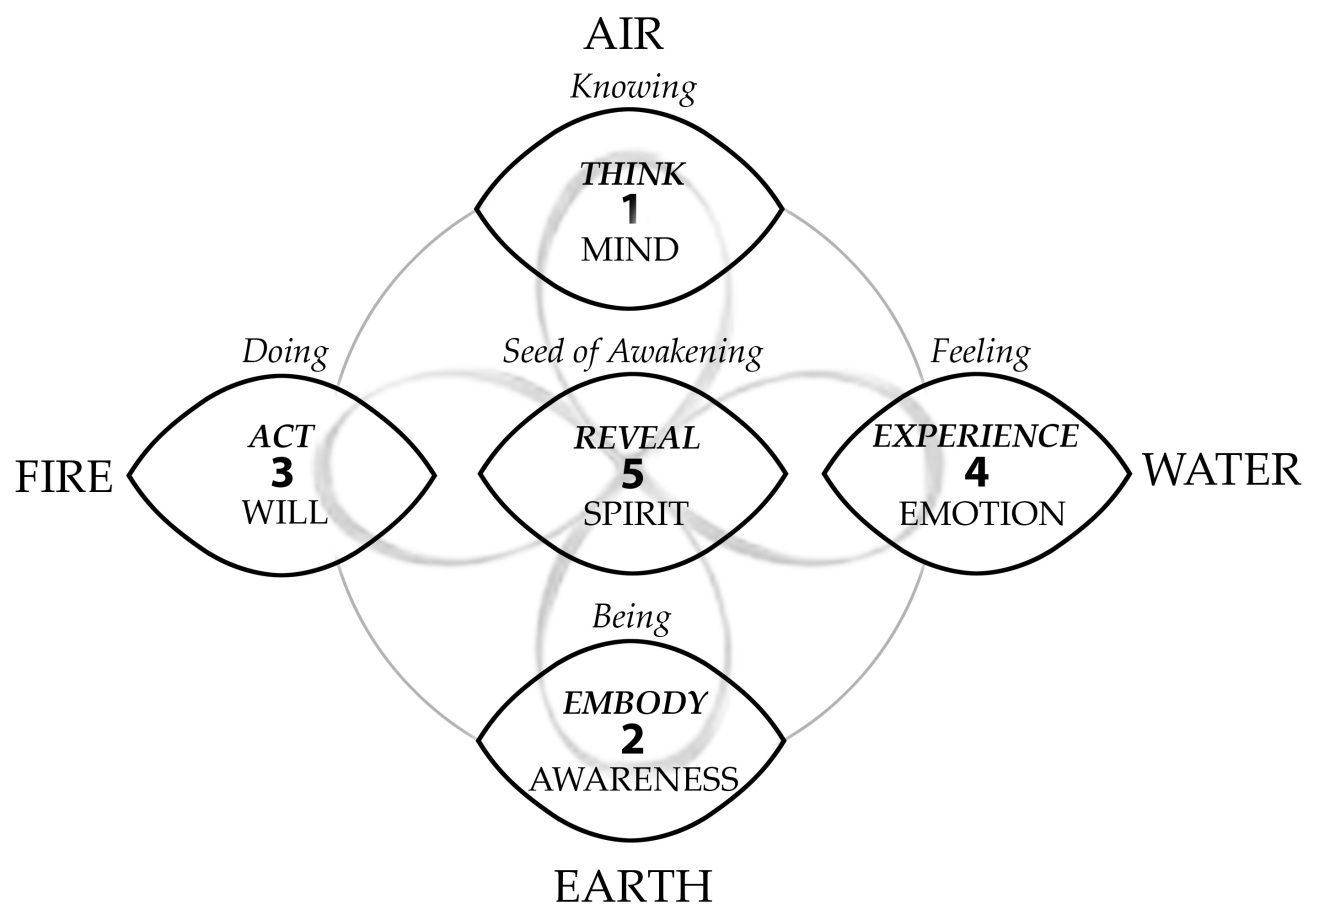 AIR
Knowing
THINK
1
MIND
Doing
Seed of Awakening
Feeling
FIRE
ACT
3
WILL
REVEAL
5
SPIRIT
EXPERIENCE
4
EMOTION
WATER
Being
EMBODY
2
AWARENESS
EARTH